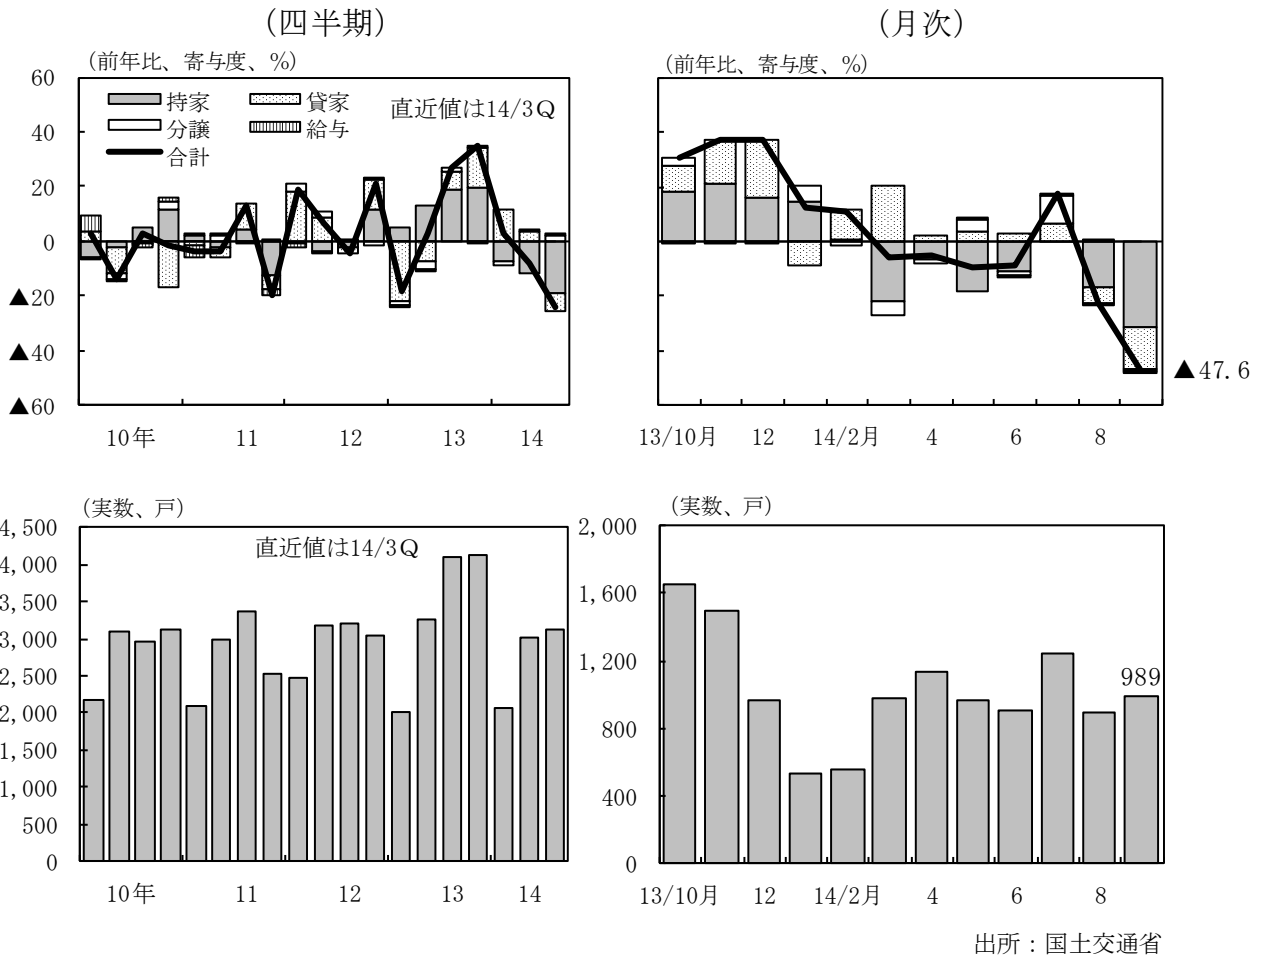 （四半期）
（前年比、寄与度、％）
60
40
20
0
▲20
▲40
▲60
持家
貸家
分譲
給与
合計
直近値は14/3Ｑ
10年 11 12 13 14
（月次）
（前年比、寄与度、％）
▲47.6
13/10月 12 14/2月 4 6 8
（実数、戸）
4,500
4,000
3,500
3,000
2,500
2,000
1,500
1,000
500
0
直近値は14/3Ｑ
10年 11 12 13 14
（実数、戸）
2,000
1,600
1,200
800
400
0
989
13/10月 12 14/2月 4 6 8
出所：国土交通省